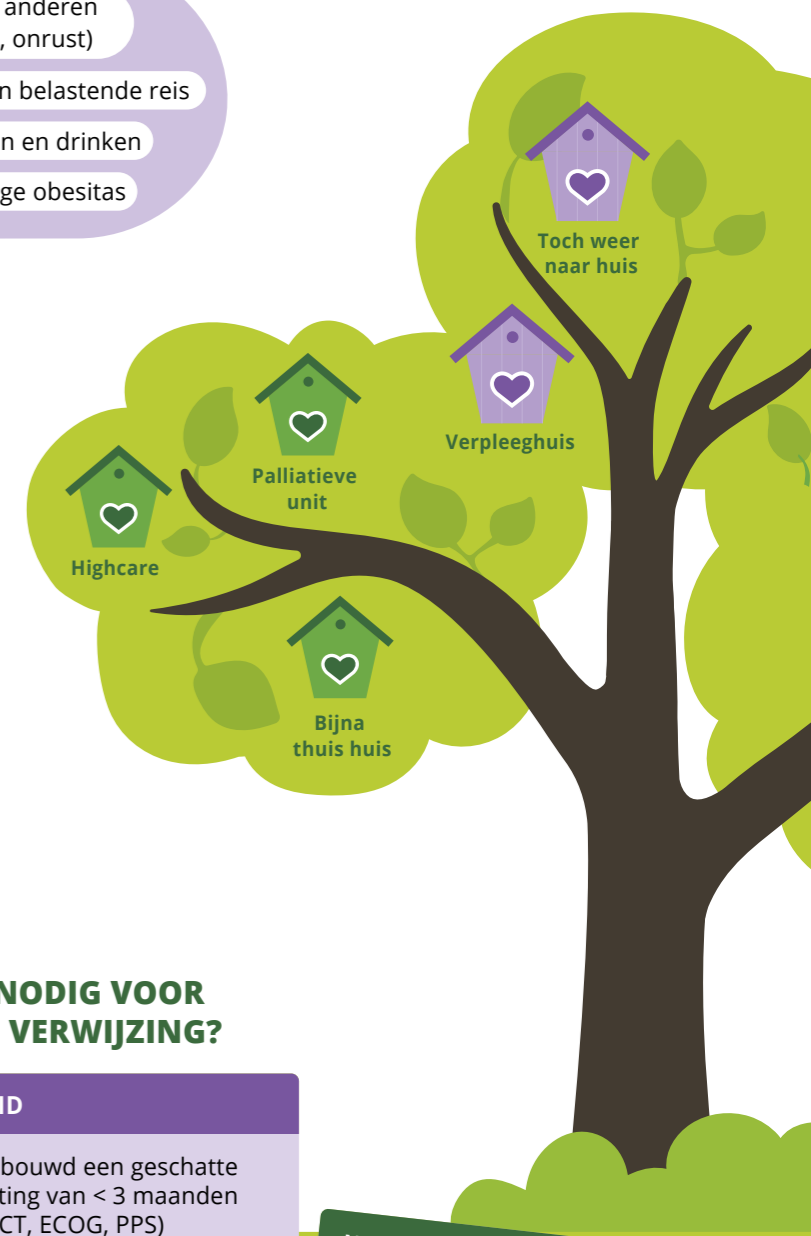 anderen
, onrust)
n belastende reis
n en drinken
ge obesitas
Toch weer
naar huis
Verpleeghuis
Palliatieve
unit
Highcare
Bijna
thuis huis
NODIG VOOR
VERWIJZING?
ID
bouwd een geschatte
ting van < 3 maanden
CT, ECOG, PPS)